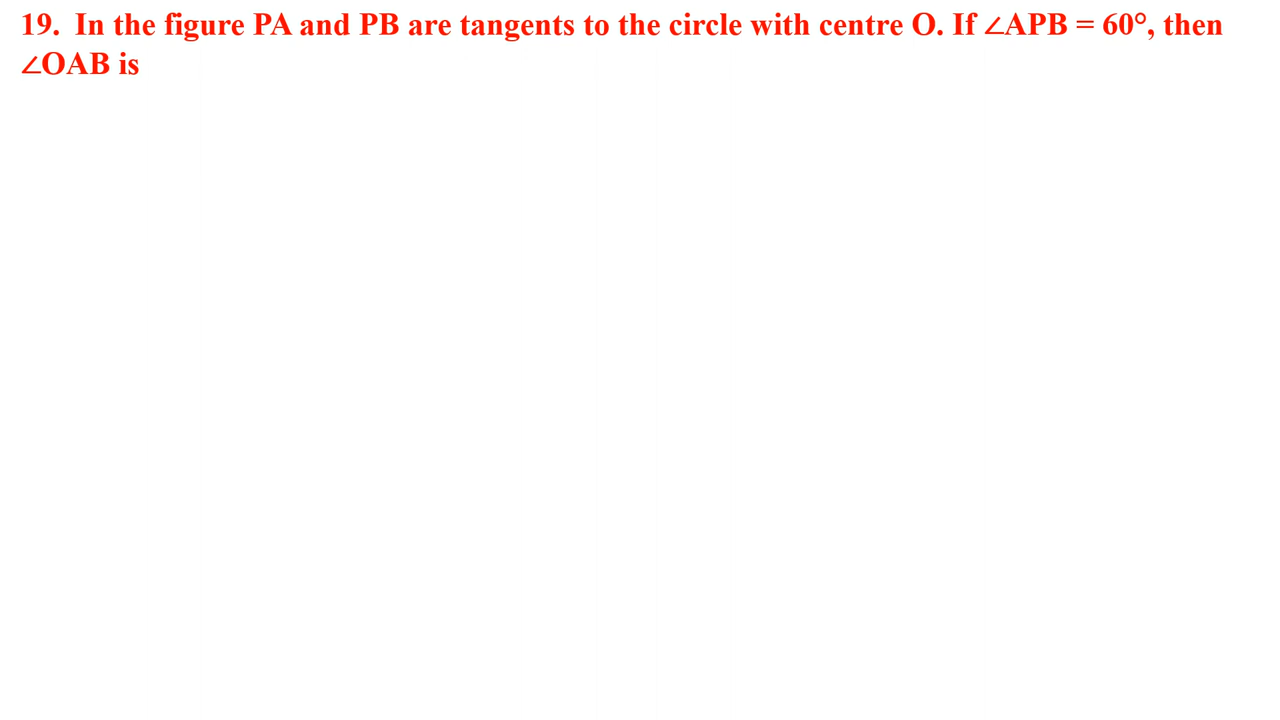 19. In the figure PA and PB are tangents to the circle with centre O. If ∠APB = 60°, then
∠OAB is